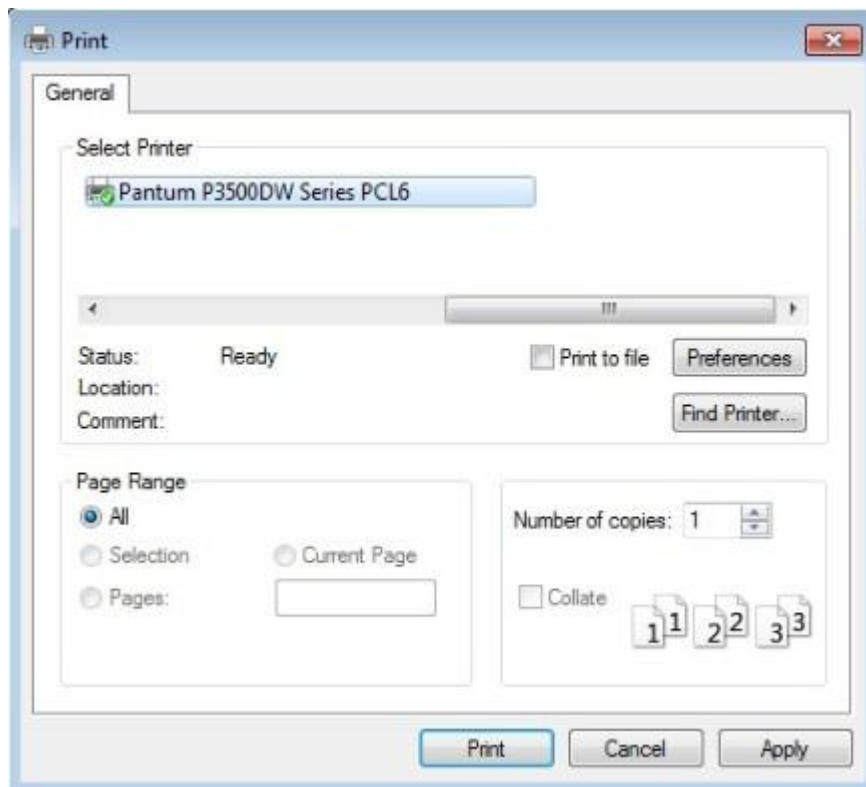 Print
General
Select Printer
Pantum P3500DW Series PCL6
Status: Ready Print to file Preferences
Location:
Comment: Find Printer...
Page Range
All
Selection Current Page
Pages:
Number of copies: 1
Collate
1 1 2 2 3 3
Print Cancel Apply